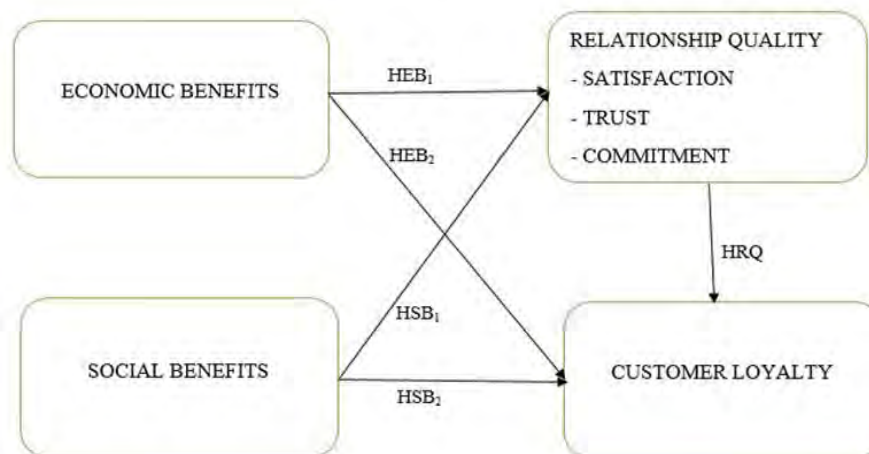 ECONOMIC BENEFITS
HEB₁
HEB₂
RELATIONSHIP QUALITY
- SATISFACTION
- TRUST
- COMMITMENT
HRQ
SOCIAL BENEFITS
HSB₁
HSB₂
CUSTOMER LOYALTY